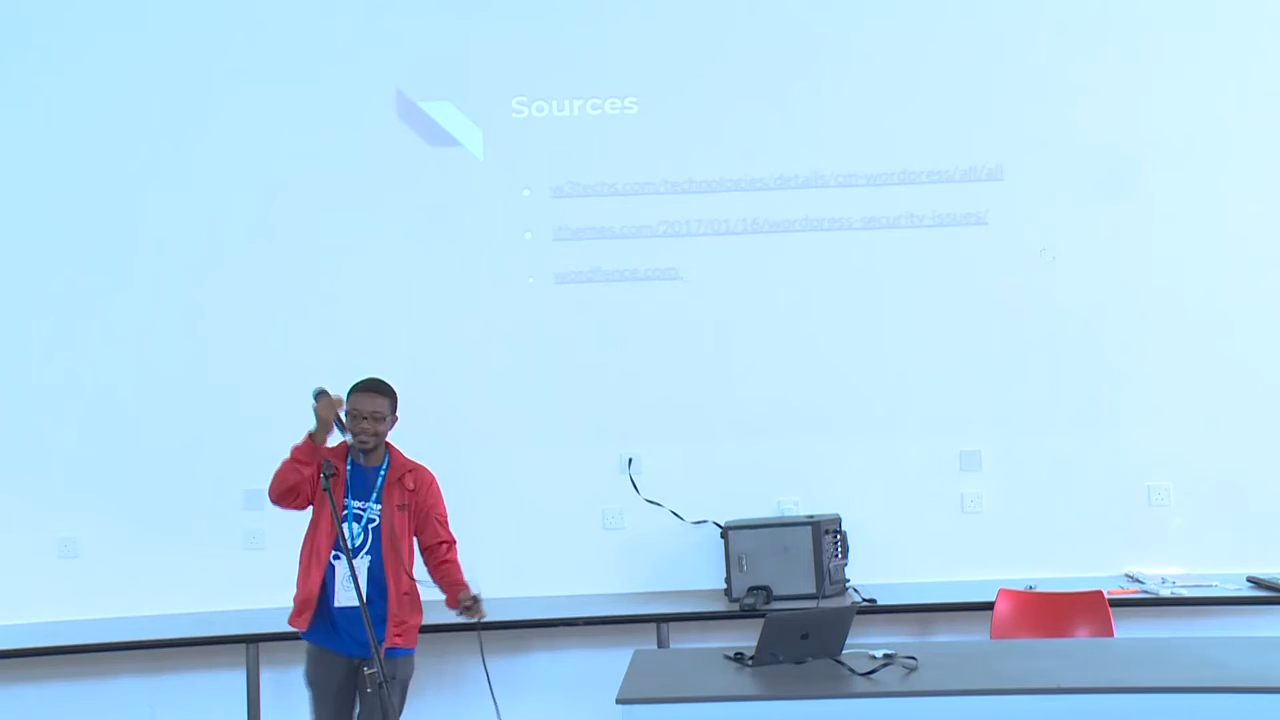 Sources
w3techs.com/technologies/details/cm-wordpress/all/all
ithemes.com/2017/01/16/wordpress-security-issues/
wordfence.com
ORDCAMP